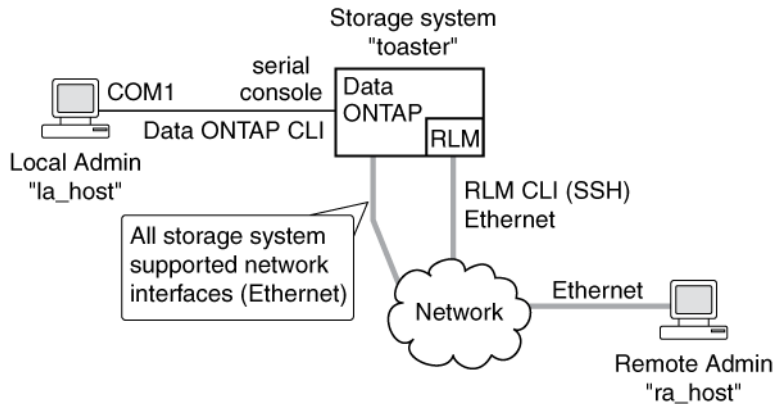 Storage system
"toaster"
COM1
serial
console
Data ONTAP CLI
Data
ONTAP
RLM
Local Admin
"la_host"
RLM CLI (SSH)
Ethernet
All storage system
supported network
interfaces (Ethernet)
Network
Ethernet
Remote Admin
"ra_host"